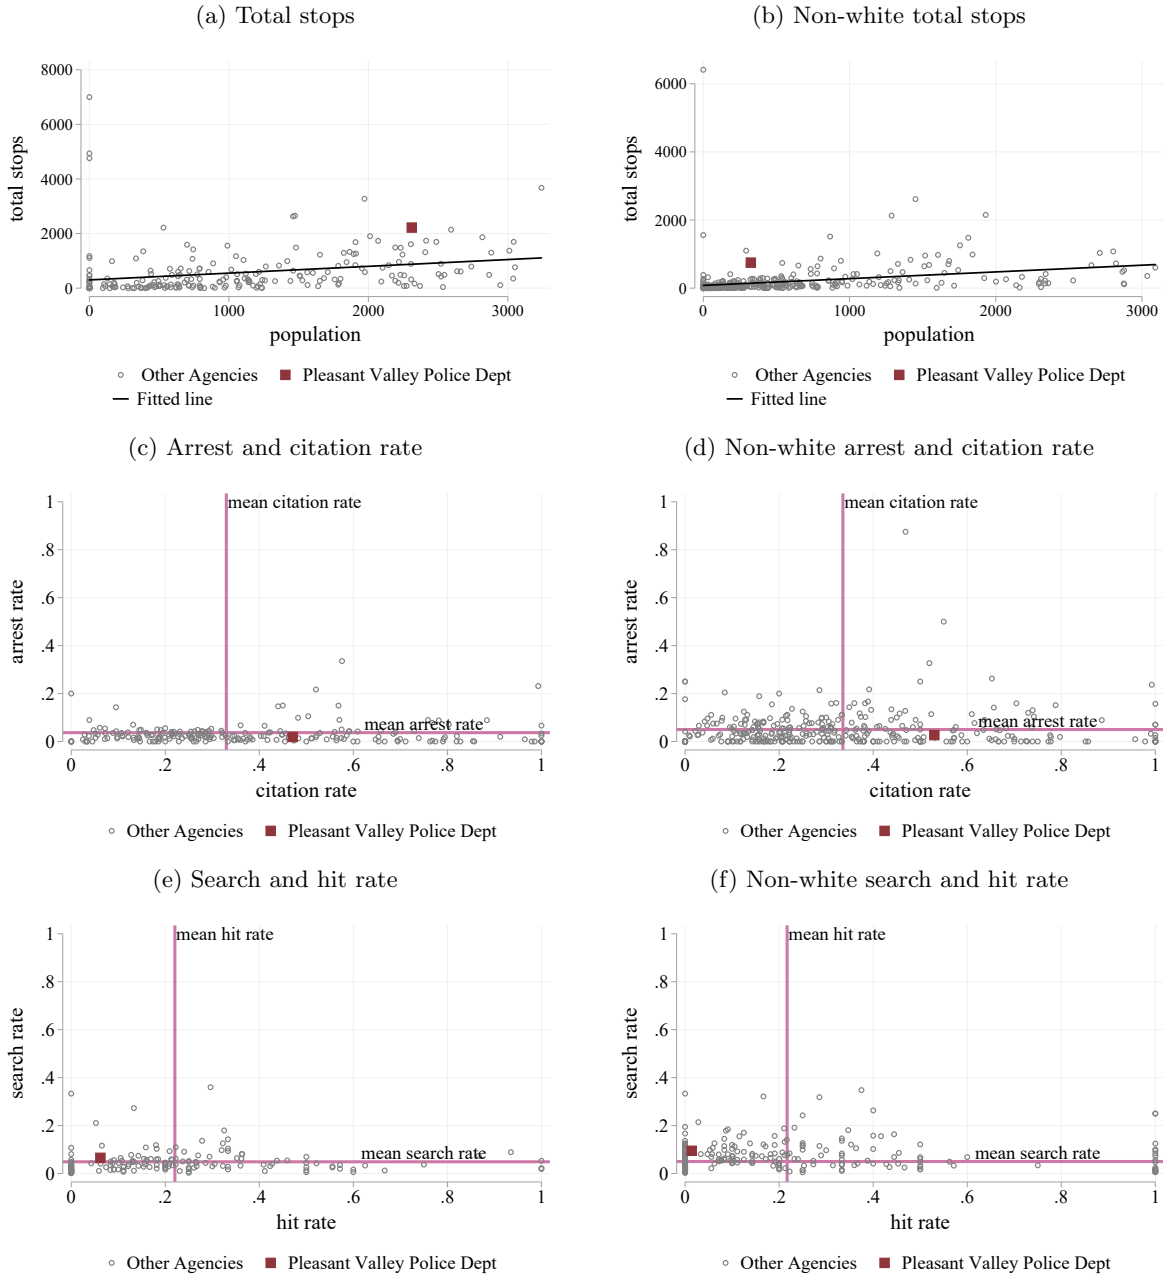 (a) Total stops
(b) Non-white total stops
8000
6000
4000
2000
0
total stops
0
1000
2000
3000
population
6000
4000
2000
0
total stops
0
1000
2000
3000
population
Other Agencies
Pleasant Valley Police Dept
Fitted line
Other Agencies
Pleasant Valley Police Dept
Fitted line
(c) Arrest and citation rate
(d) Non-white arrest and citation rate
1
.8
.6
.4
.2
0
arrest rate
mean citation rate
mean arrest rate
0
.2
.4
.6
.8
1
citation rate
1
.8
.6
.4
.2
0
arrest rate
mean citation rate
mean arrest rate
0
.2
.4
.6
.8
1
citation rate
Other Agencies
Pleasant Valley Police Dept
Other Agencies
Pleasant Valley Police Dept
(e) Search and hit rate
(f) Non-white search and hit rate
1
.8
.6
.4
.2
0
search rate
mean hit rate
mean search rate
0
.2
.4
.6
.8
1
hit rate
1
.8
.6
.4
.2
0
search rate
mean hit rate
mean search rate
0
.2
.4
.6
.8
1
hit rate
Other Agencies
Pleasant Valley Police Dept
Other Agencies
Pleasant Valley Police Dept